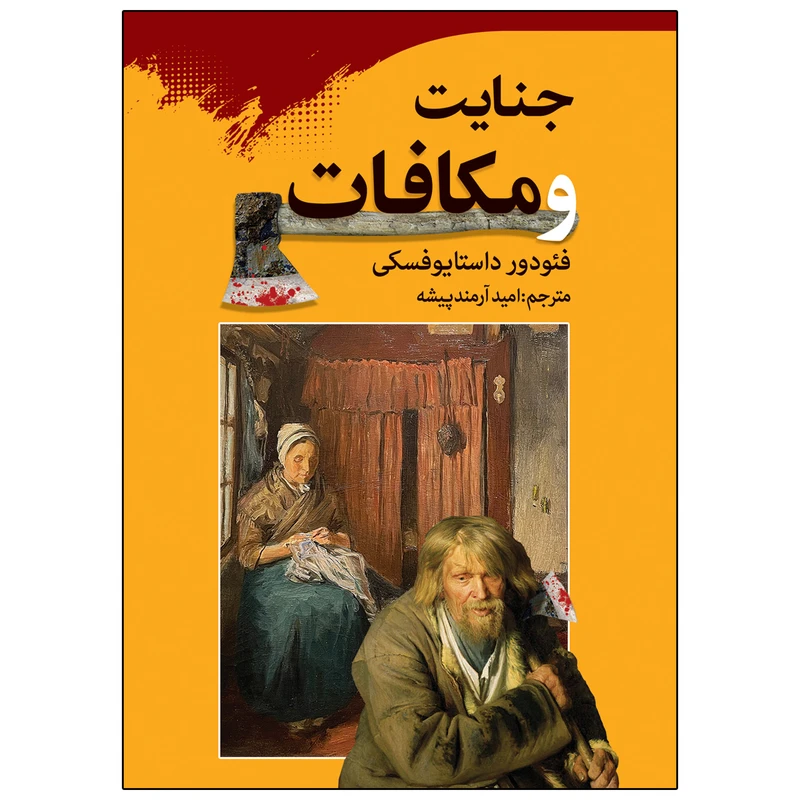 جنایت
و مکافات
فئودور داستایوفسکی
مترجم: امید آرمندپیشه